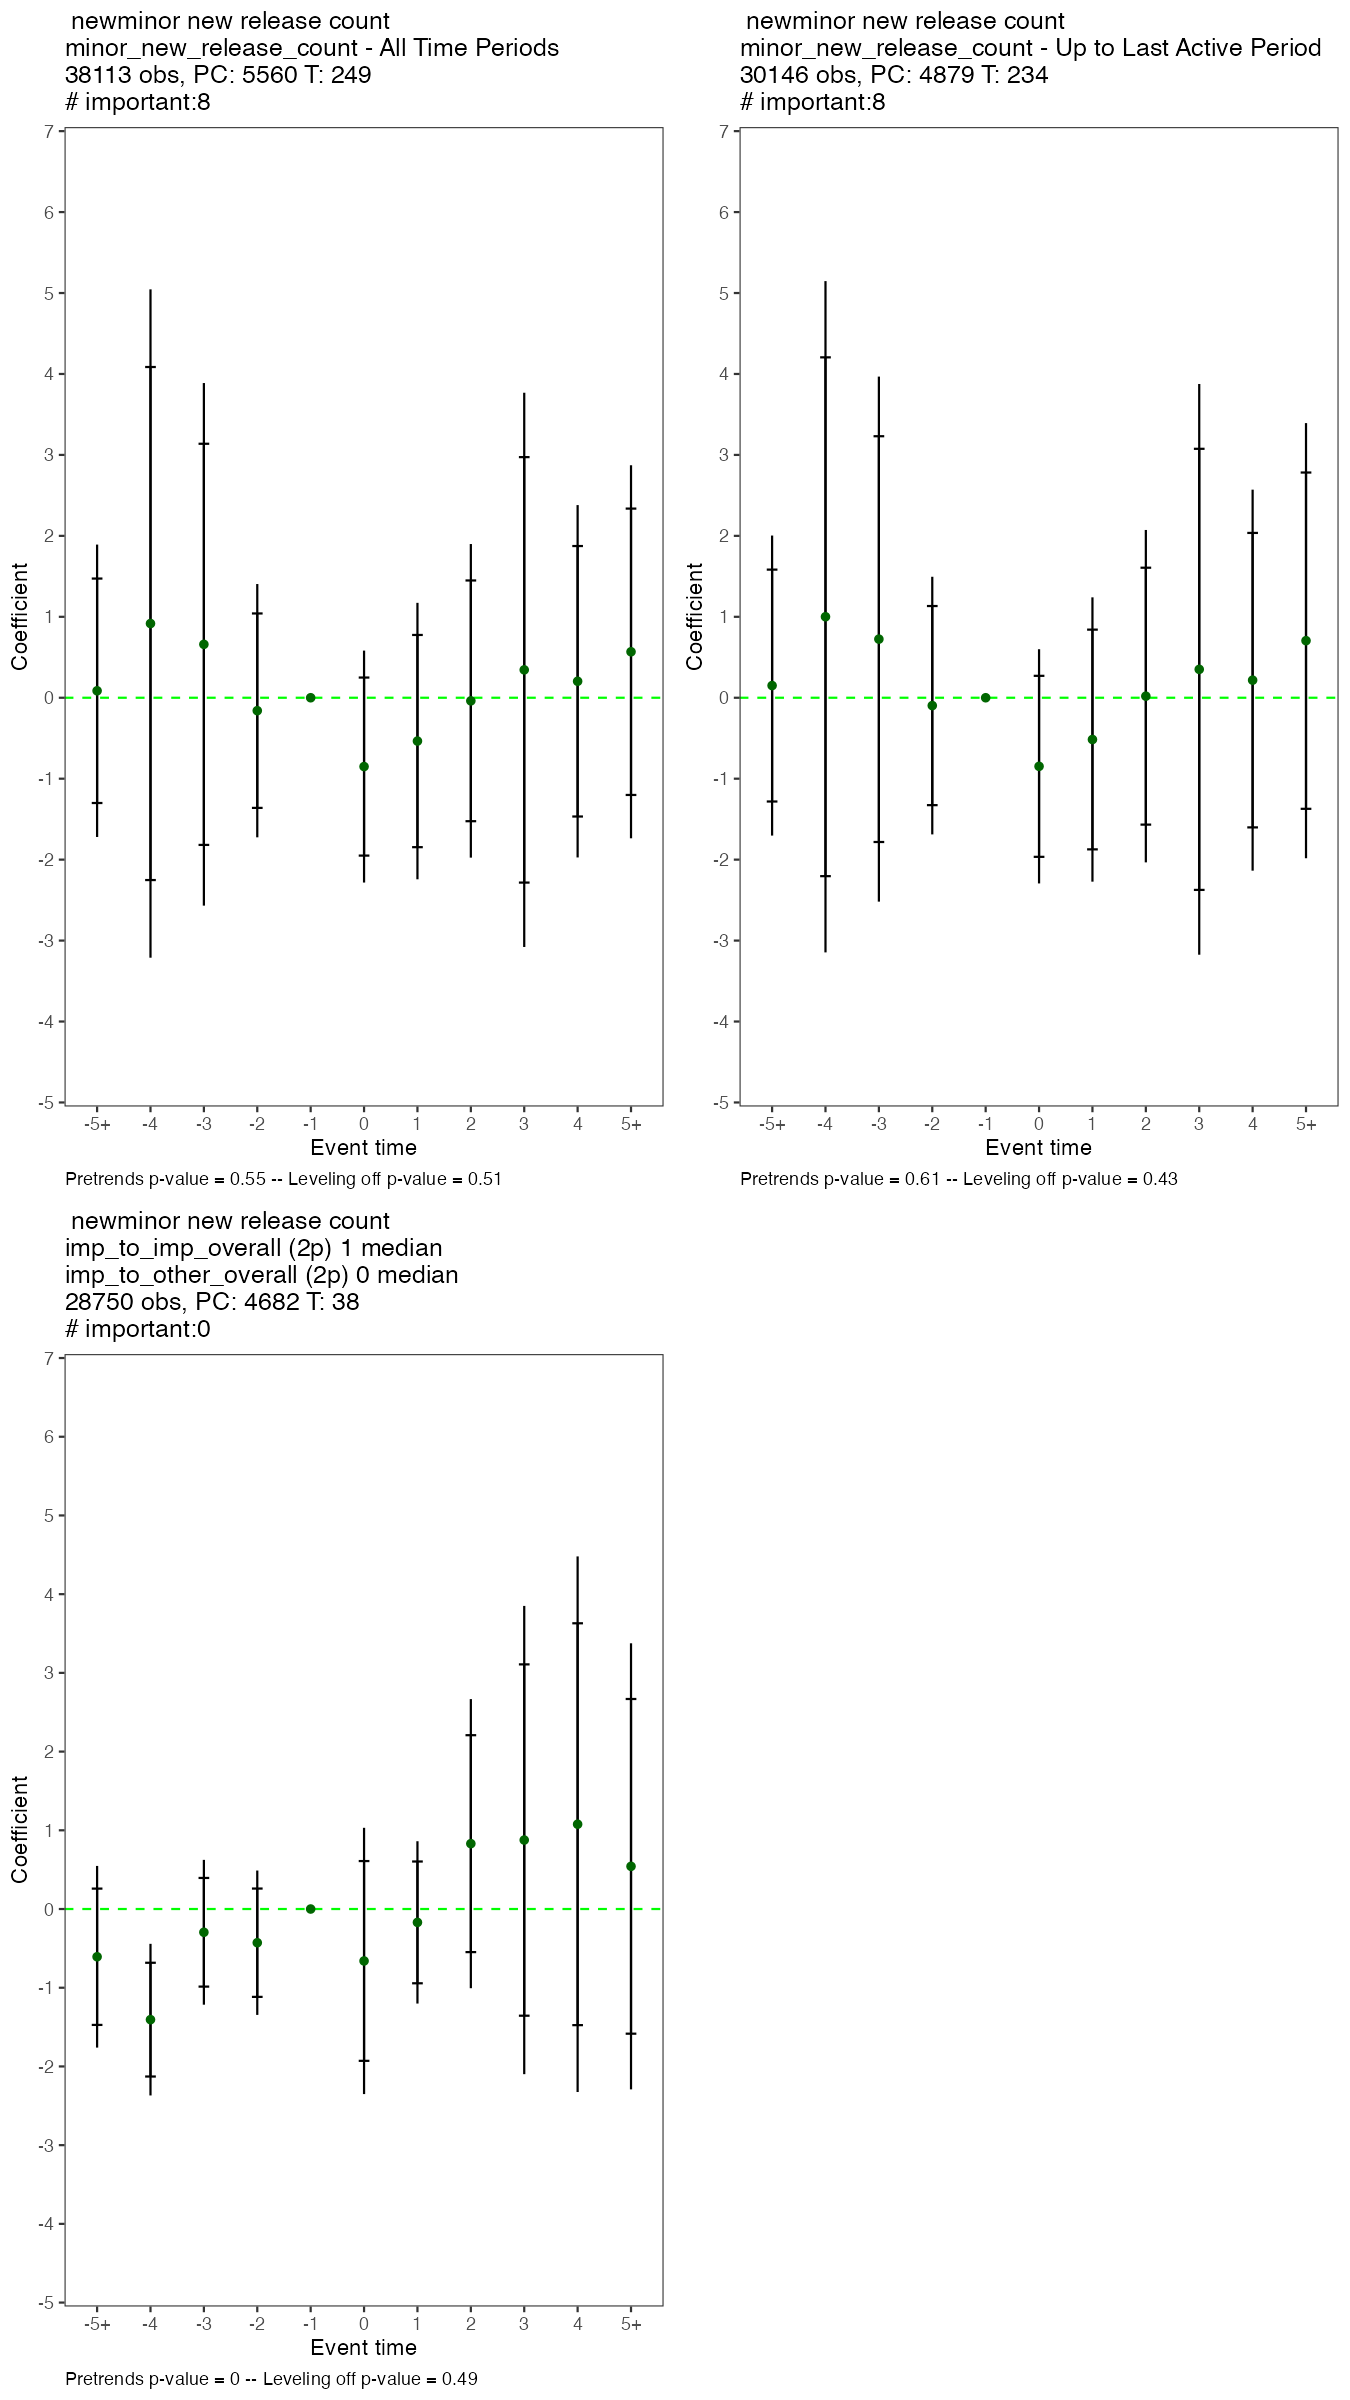 newminor new release count
minor_new_release_count - All Time Periods
38113 obs, PC: 5560 T: 249
# important:8
7
6
5
4
3
2
1
0
-1
-2
-3
-4
-5
Coefficient
-5+ -4 -3 -2 -1 0 1 2 3 4 5+
Event time
Pretrends p-value = 0.55 -- Leveling off p-value = 0.51
newminor new release count
minor_new_release_count - Up to Last Active Period
30146 obs, PC: 4879 T: 234
# important:8
7
6
5
4
3
2
1
0
-1
-2
-3
-4
-5
Coefficient
-5+ -4 -3 -2 -1 0 1 2 3 4 5+
Event time
Pretrends p-value = 0.61 -- Leveling off p-value = 0.43
newminor new release count
imp_to_imp_overall (2p) 1 median
imp_to_other_overall (2p) 0 median
28750 obs, PC: 4682 T: 38
# important:0
7
6
5
4
3
2
1
0
-1
-2
-3
-4
-5
Coefficient
-5+ -4 -3 -2 -1 0 1 2 3 4 5+
Event time
Pretrends p-value = 0 -- Leveling off p-value = 0.49